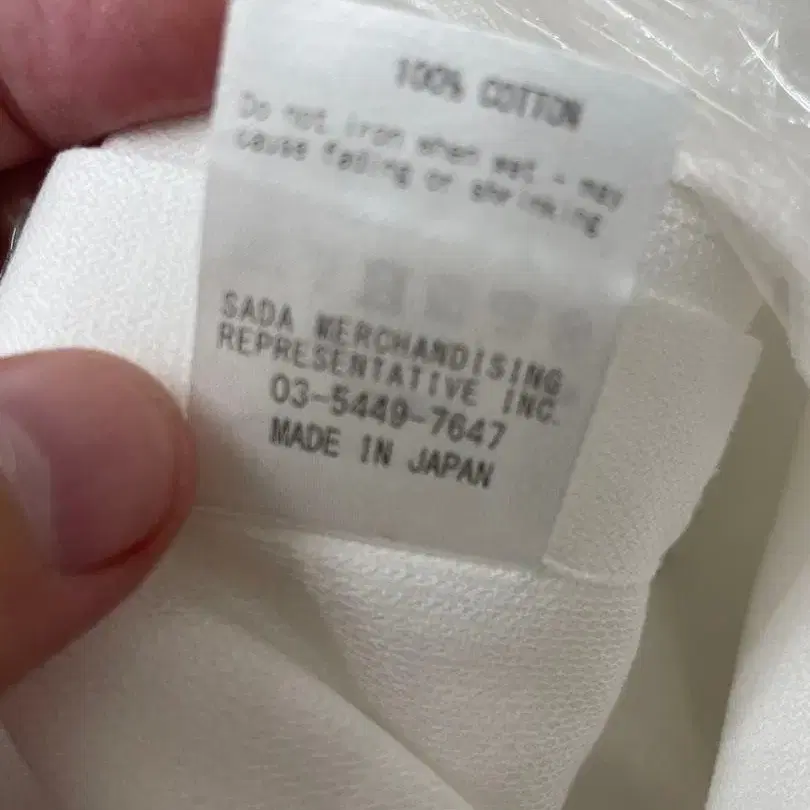 100% COTTON
Do not iron when wet - may
cause fading or shrinking
SADA MERCHANDISING
REPRESENTATIVE INC.
03-5449-7647
MADE IN JAPAN